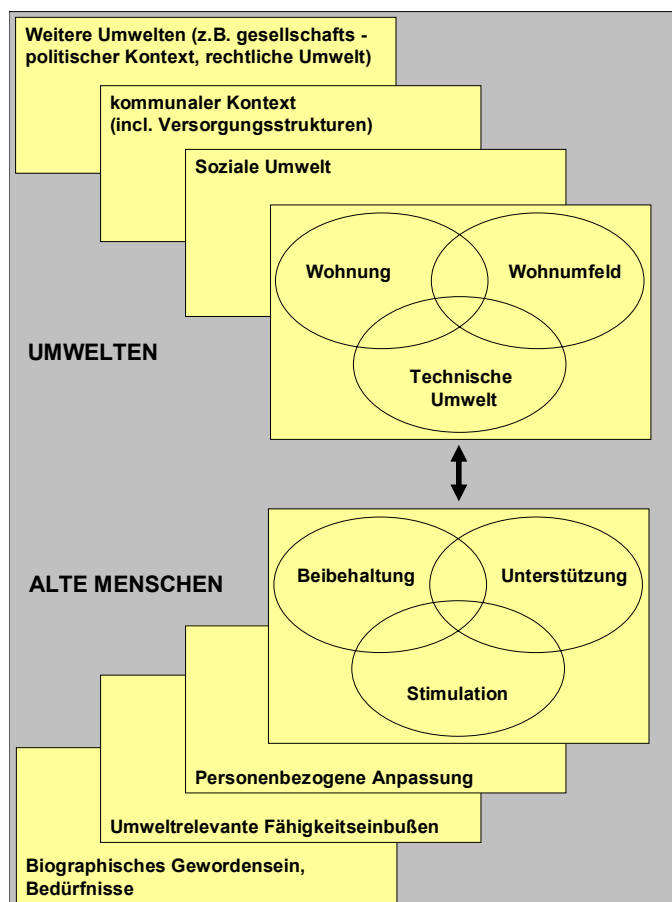 Weitere Umwelten (z.B. gesellschafts -
politischer Kontext, rechtliche Umwelt)
kommunaler Kontext
(incl. Versorgungsstrukturen)
Soziale Umwelt
Wohnung
Wohnumfeld
Technische
Umwelt
UMWELTEN
ALTE MENSCHEN
Beibehaltung
Unterstützung
Stimulation
Personenbezogene Anpassung
Umweltrelevante Fähigkeitseinbußen
Biographisches Gewordensein,
Bedürfnisse